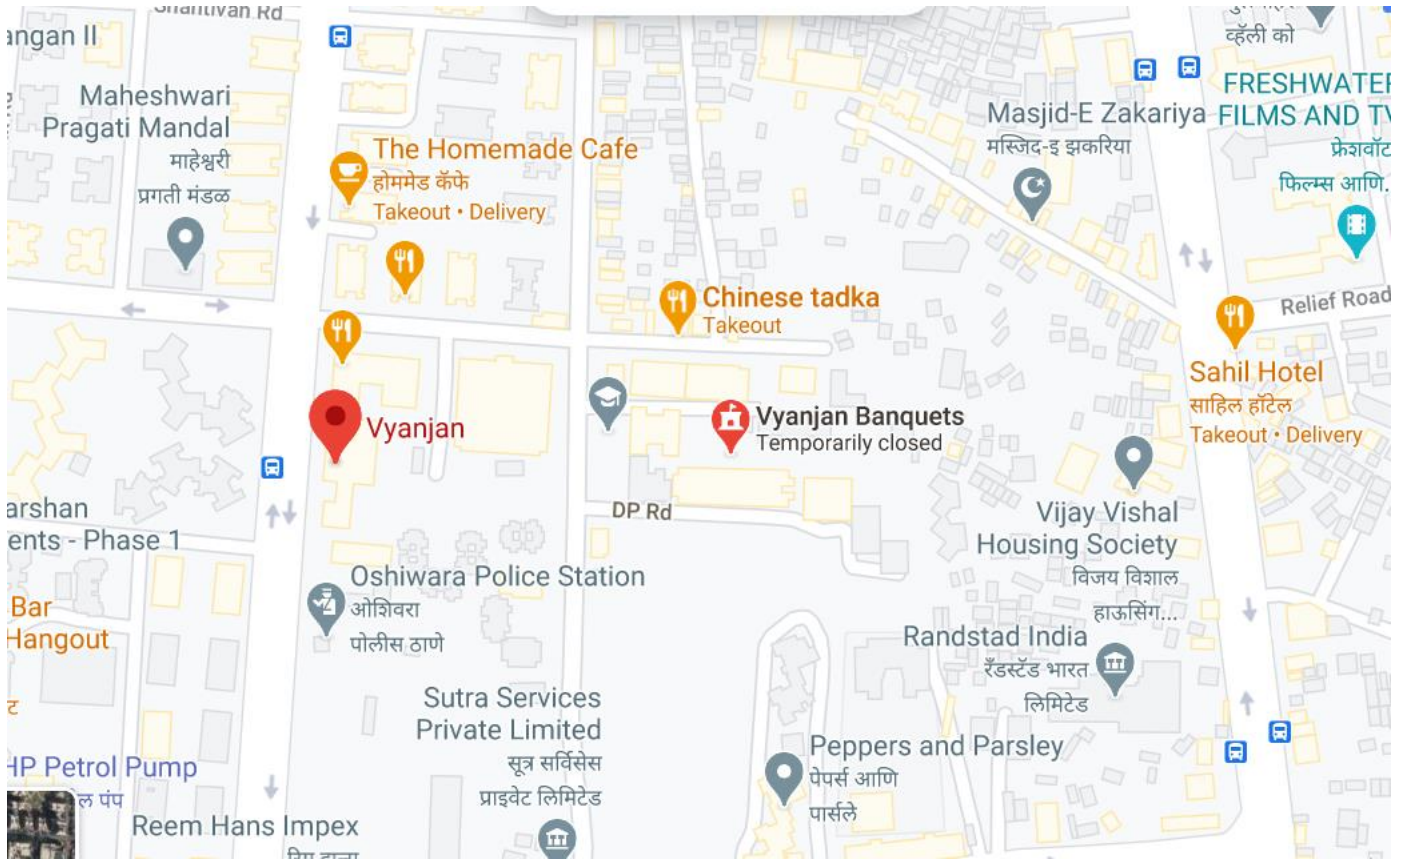 Shantivan Rd
angan II
Maheshwari
Pragati Mandal
माहेश्वरी
प्रगती मंडळ
The Homemade Cafe
होममेड कॅफे
Takeout • Delivery
व्हॅली को
FRESHWATER
FILMS AND TV
फ्रेशवॉट
फिल्म्स आणि.
Masjid-E Zakariya
मस्जिद-इ झकरिया
Chinese tadka
Takeout
Relief Road
Sahil Hotel
साहिल हॉटेल
Takeout • Delivery
Vyanjan
Vyanjan Banquets
Temporarily closed
arshan
ents - Phase 1
DP Rd
Vijay Vishal
Housing Society
विजय विशाल
हाऊसिंग...
Oshiwara Police Station
ओशिवरा
पोलीस ठाणे
Bar
Hangout
ट
Randstad India
रँडस्टॅड भारत
लिमिटेड
Sutra Services
Private Limited
सूत्र सर्विसेस
प्राइवेट लिमिटेड
Peppers and Parsley
पेपर्स आणि
पार्सले
HP Petrol Pump
ल पंप
Reem Hans Impex